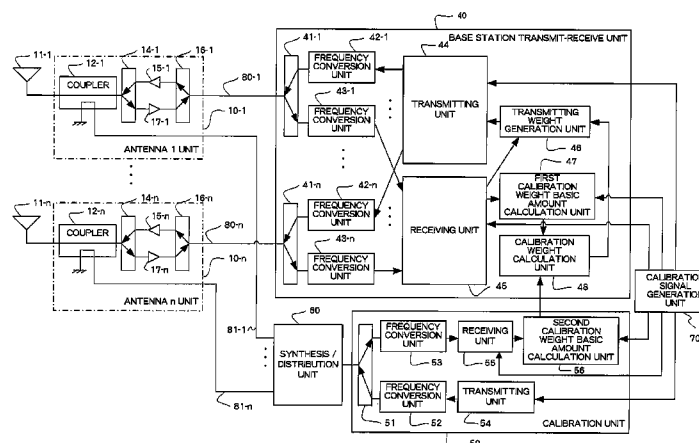 40
BASE STATION TRANSMIT-RECEIVE UNIT
11-1
12-1
14-1
16-1
15-1
COUPLER
17-1
10-1
ANTENNA 1 UNIT
80-1
41-1
42-1
FREQUENCY
CONVERSION
UNIT
43-1
FREQUENCY
CONVERSION
UNIT
44
TRANSMITTING
UNIT
TRANSMITTING
WEIGHT
GENERATION UNIT
46
47
FIRST
CALIBRATION
WEIGHT BASIC
AMOUNT
CALCULATION UNIT
11-n
12-n
14-n
16-n
15-n
COUPLER
17-n
10-n
ANTENNA n UNIT
80-n
41-n
42-n
FREQUENCY
CONVERSION
UNIT
43-n
FREQUENCY
CONVERSION
UNIT
RECEIVING
UNIT
45
CALIBRATION
WEIGHT
CALCULATION
UNIT
48
CALIBRATION
SIGNAL
GENERATION
UNIT
70
81-1
81-n
60
SYNTHESIS /
DISTRIBUTION
UNIT
51
FREQUENCY
CONVERSION
UNIT
53
RECEIVING
UNIT
55
SECOND
CALIBRATION
WEIGHT BASIC
AMOUNT
CALCULATION UNIT
56
FREQUENCY
CONVERSION
UNIT
52
TRANSMITTING
UNIT
54
CALIBRATION UNIT
50